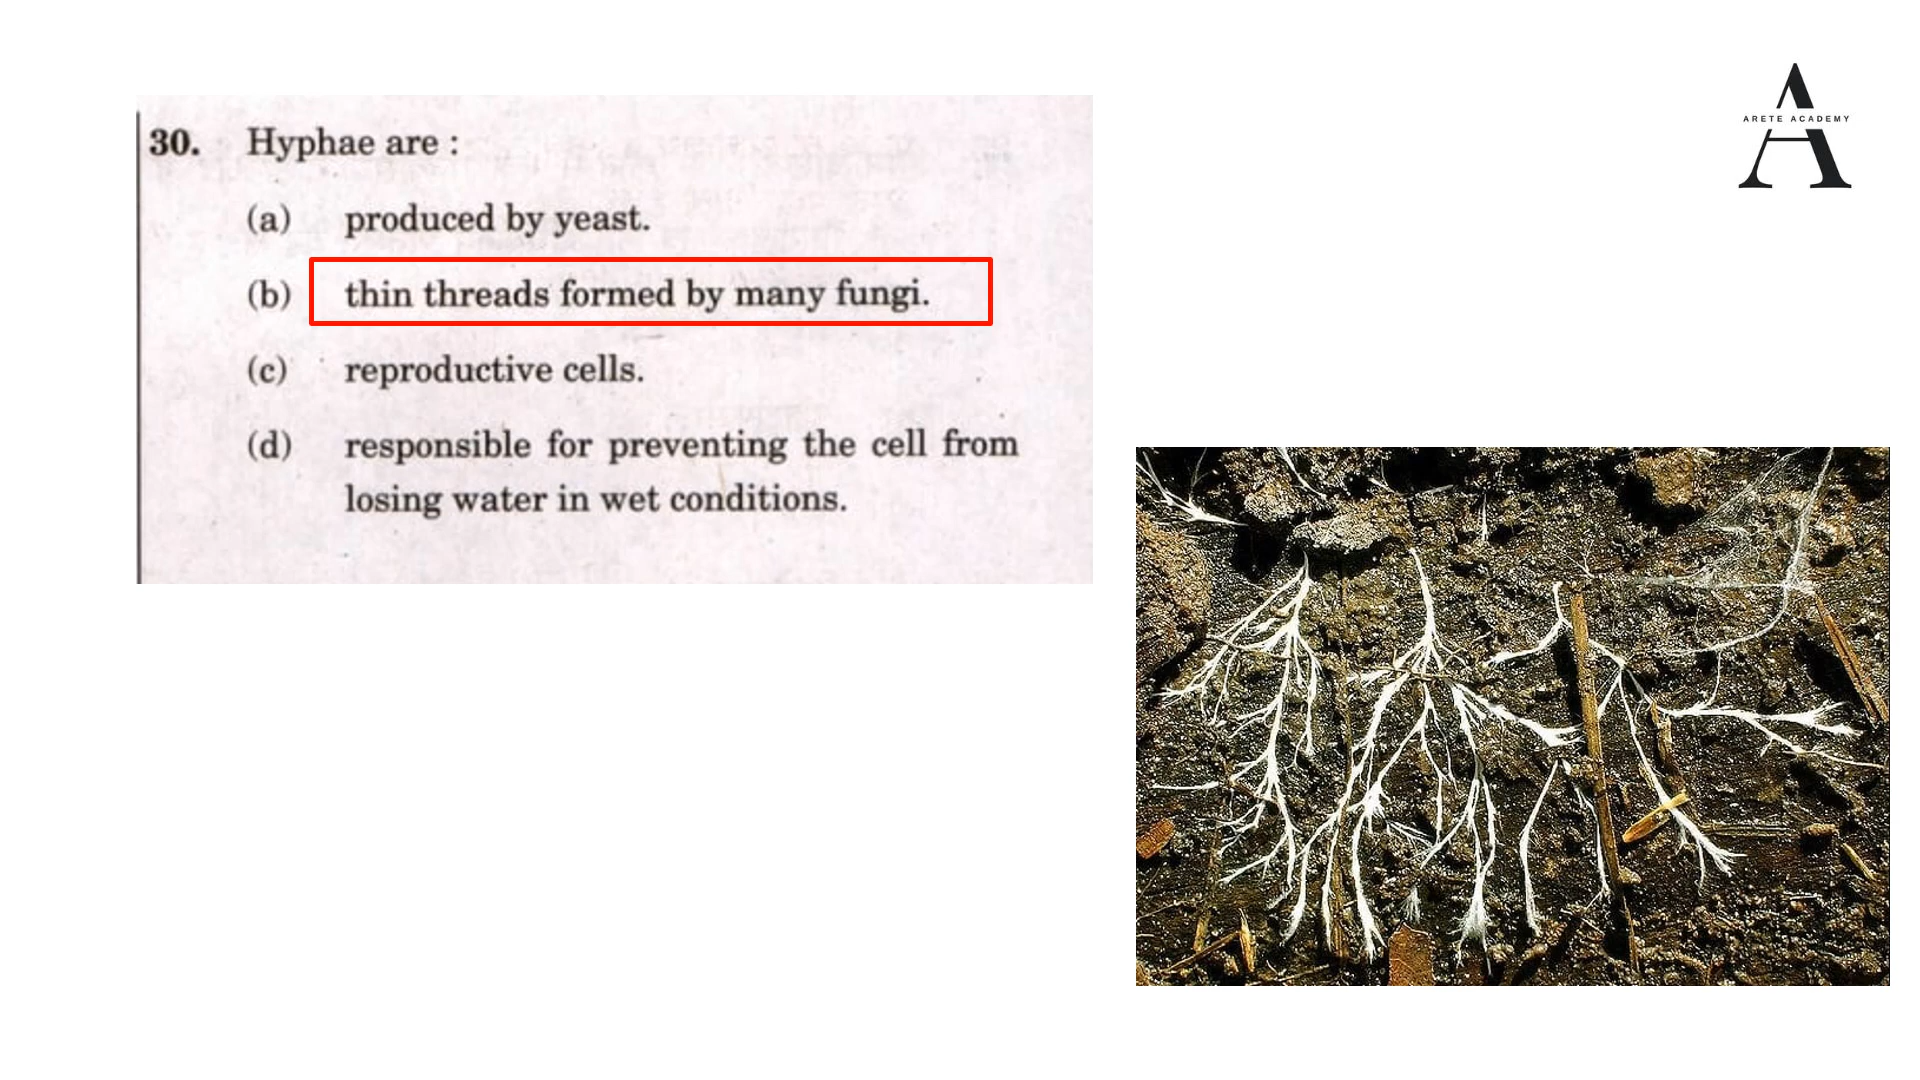 30. Hyphae are :
(a) produced by yeast.
(b) thin threads formed by many fungi.
(c) reproductive cells.
(d) responsible for preventing the cell from
losing water in wet conditions.
ARETE ACADEMY